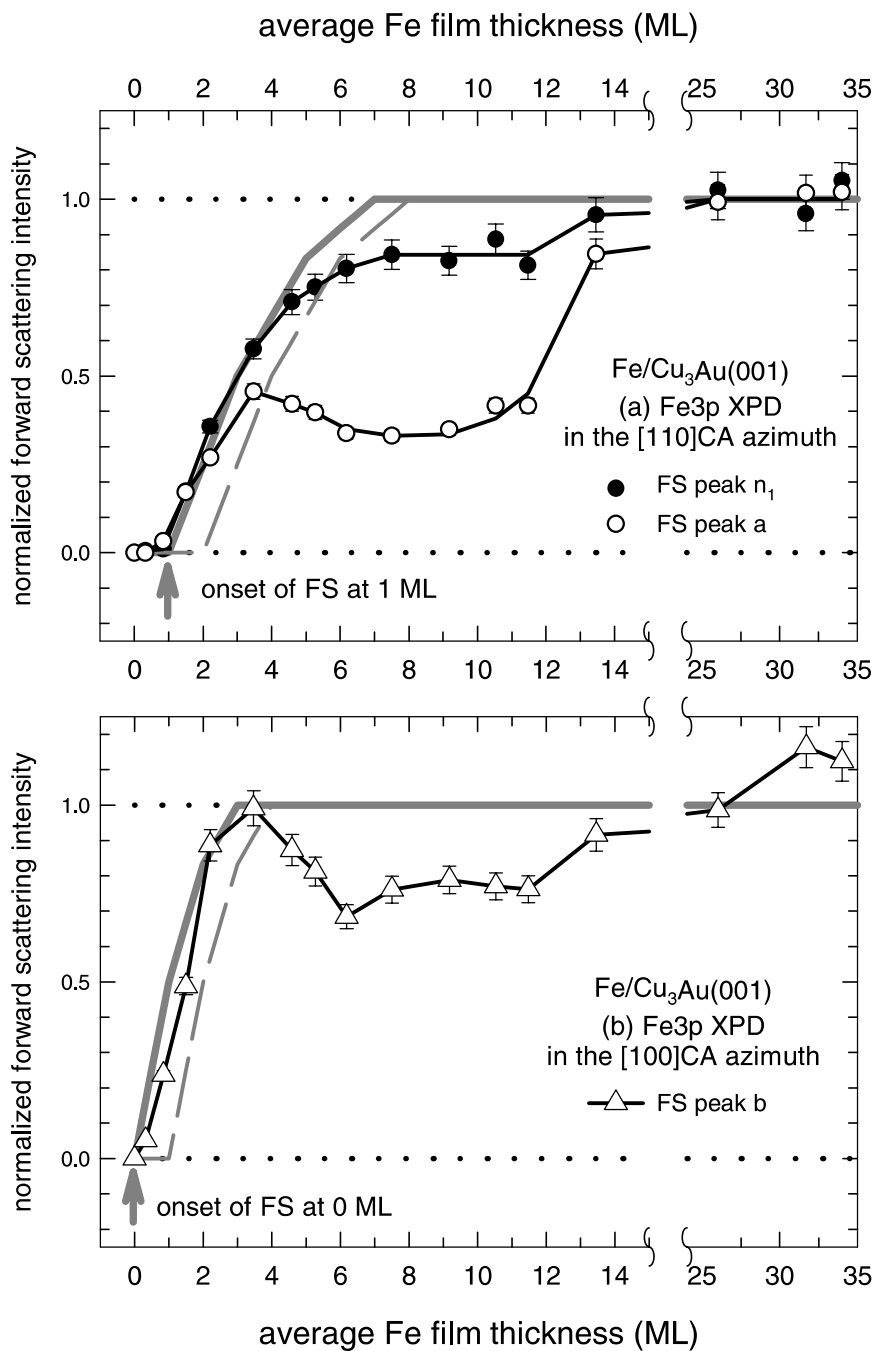 average Fe film thickness (ML)
0 2 4 6 8 10 12 14 25 30 35
normalized forward scattering intensity
1.0
0.5
0.0
Fe/Cu₃Au(001)
(a) Fe3p XPD
in the [110]CA azimuth
FS peak n₁
FS peak a
onset of FS at 1 ML
0 2 4 6 8 10 12 14 25 30 35
normalized forward scattering intensity
1.0
0.5
0.0
Fe/Cu₃Au(001)
(b) Fe3p XPD
in the [100]CA azimuth
FS peak b
onset of FS at 0 ML
0 2 4 6 8 10 12 14 25 30 35
average Fe film thickness (ML)